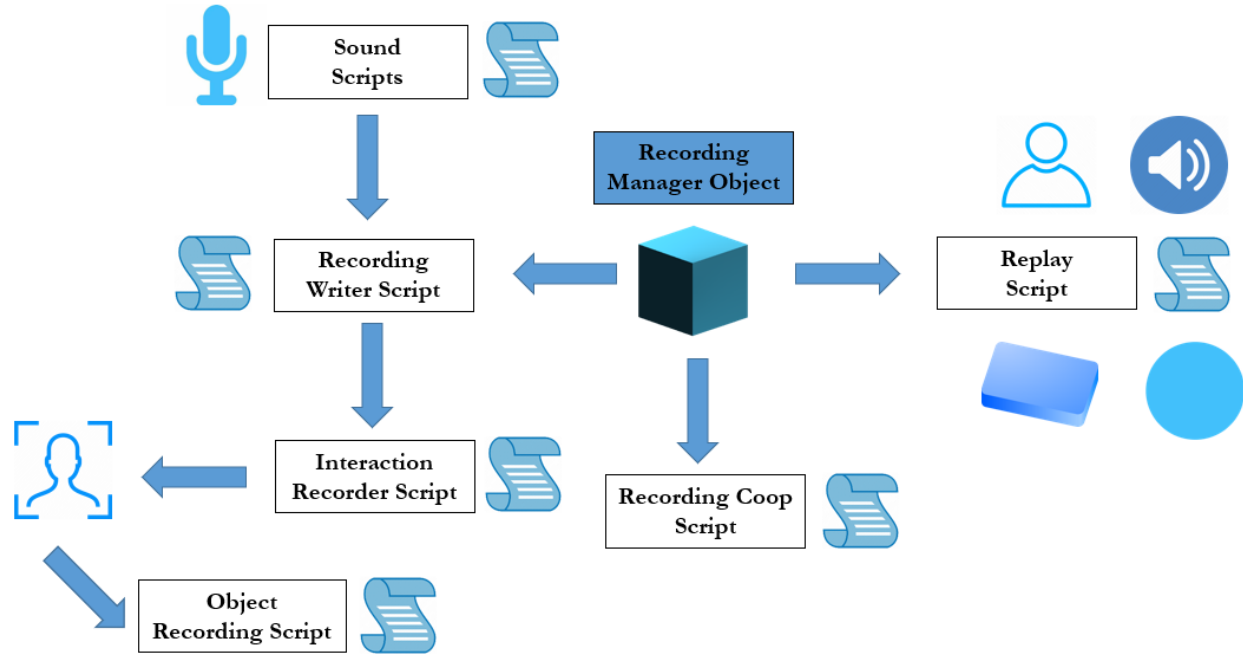 Sound
Scripts
Recording
Manager Object
Recording
Writer Script
Replay
Script
Interaction
Recorder Script
Recording Coop
Script
Object
Recording Script